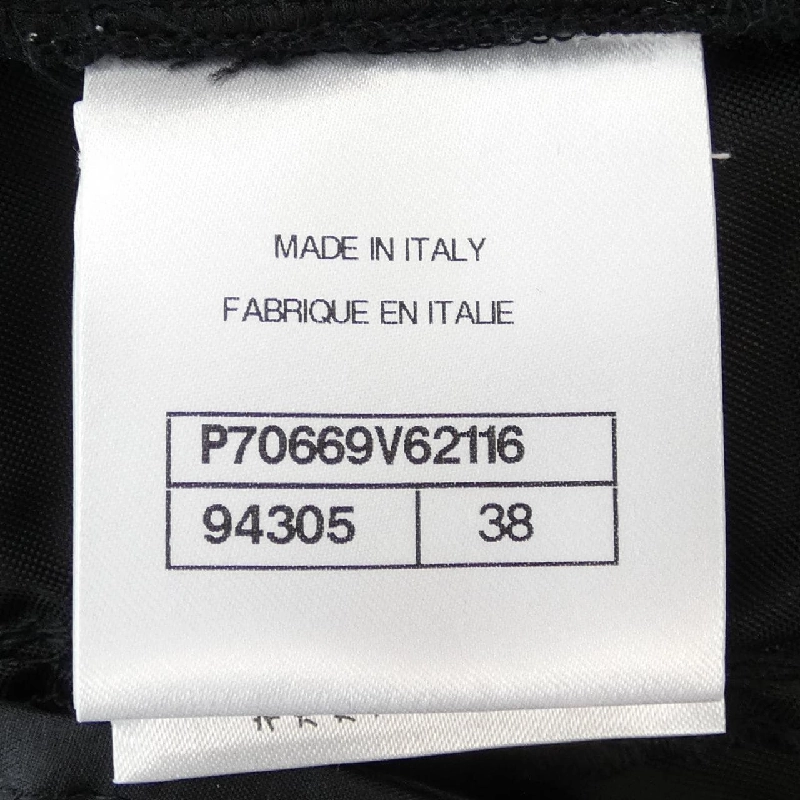 MADE IN ITALY
FABRIQUE EN ITALIE
P70669V62116
94305 38